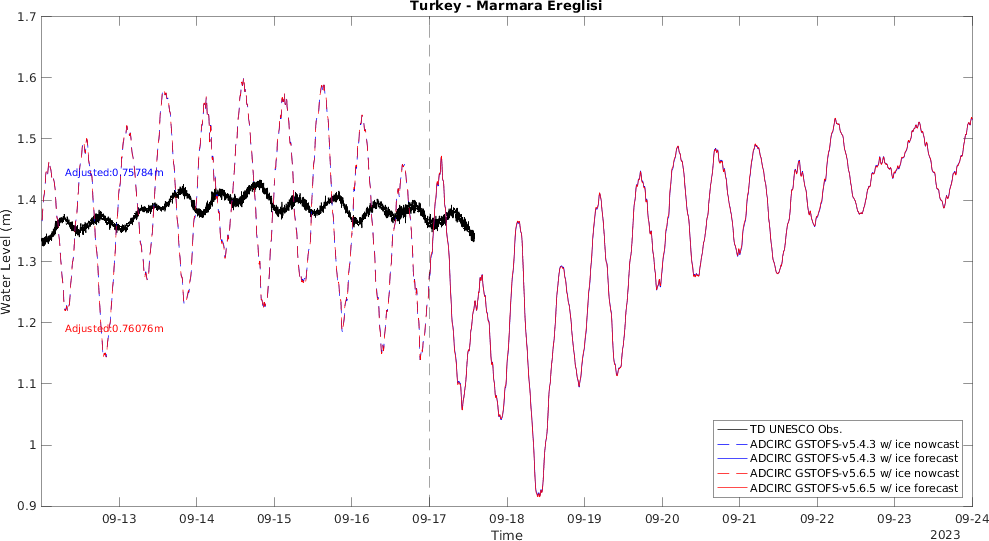 Turkey - Marmara Ereglisi
1.7
1.6
1.5
1.4
1.3
1.2
1.1
1
0.9
Water Level (m)
Adjusted:0.75784m
Adjusted:0.76076m
TD UNESCO Obs.
ADCIRC GSTOFS-v5.4.3 w/ ice nowcast
ADCIRC GSTOFS-v5.4.3 w/ ice forecast
ADCIRC GSTOFS-v5.6.5 w/ ice nowcast
ADCIRC GSTOFS-v5.6.5 w/ ice forecast
09-13 09-14 09-15 09-16 09-17 09-18 09-19 09-20 09-21 09-22 09-23 09-24
Time
2023